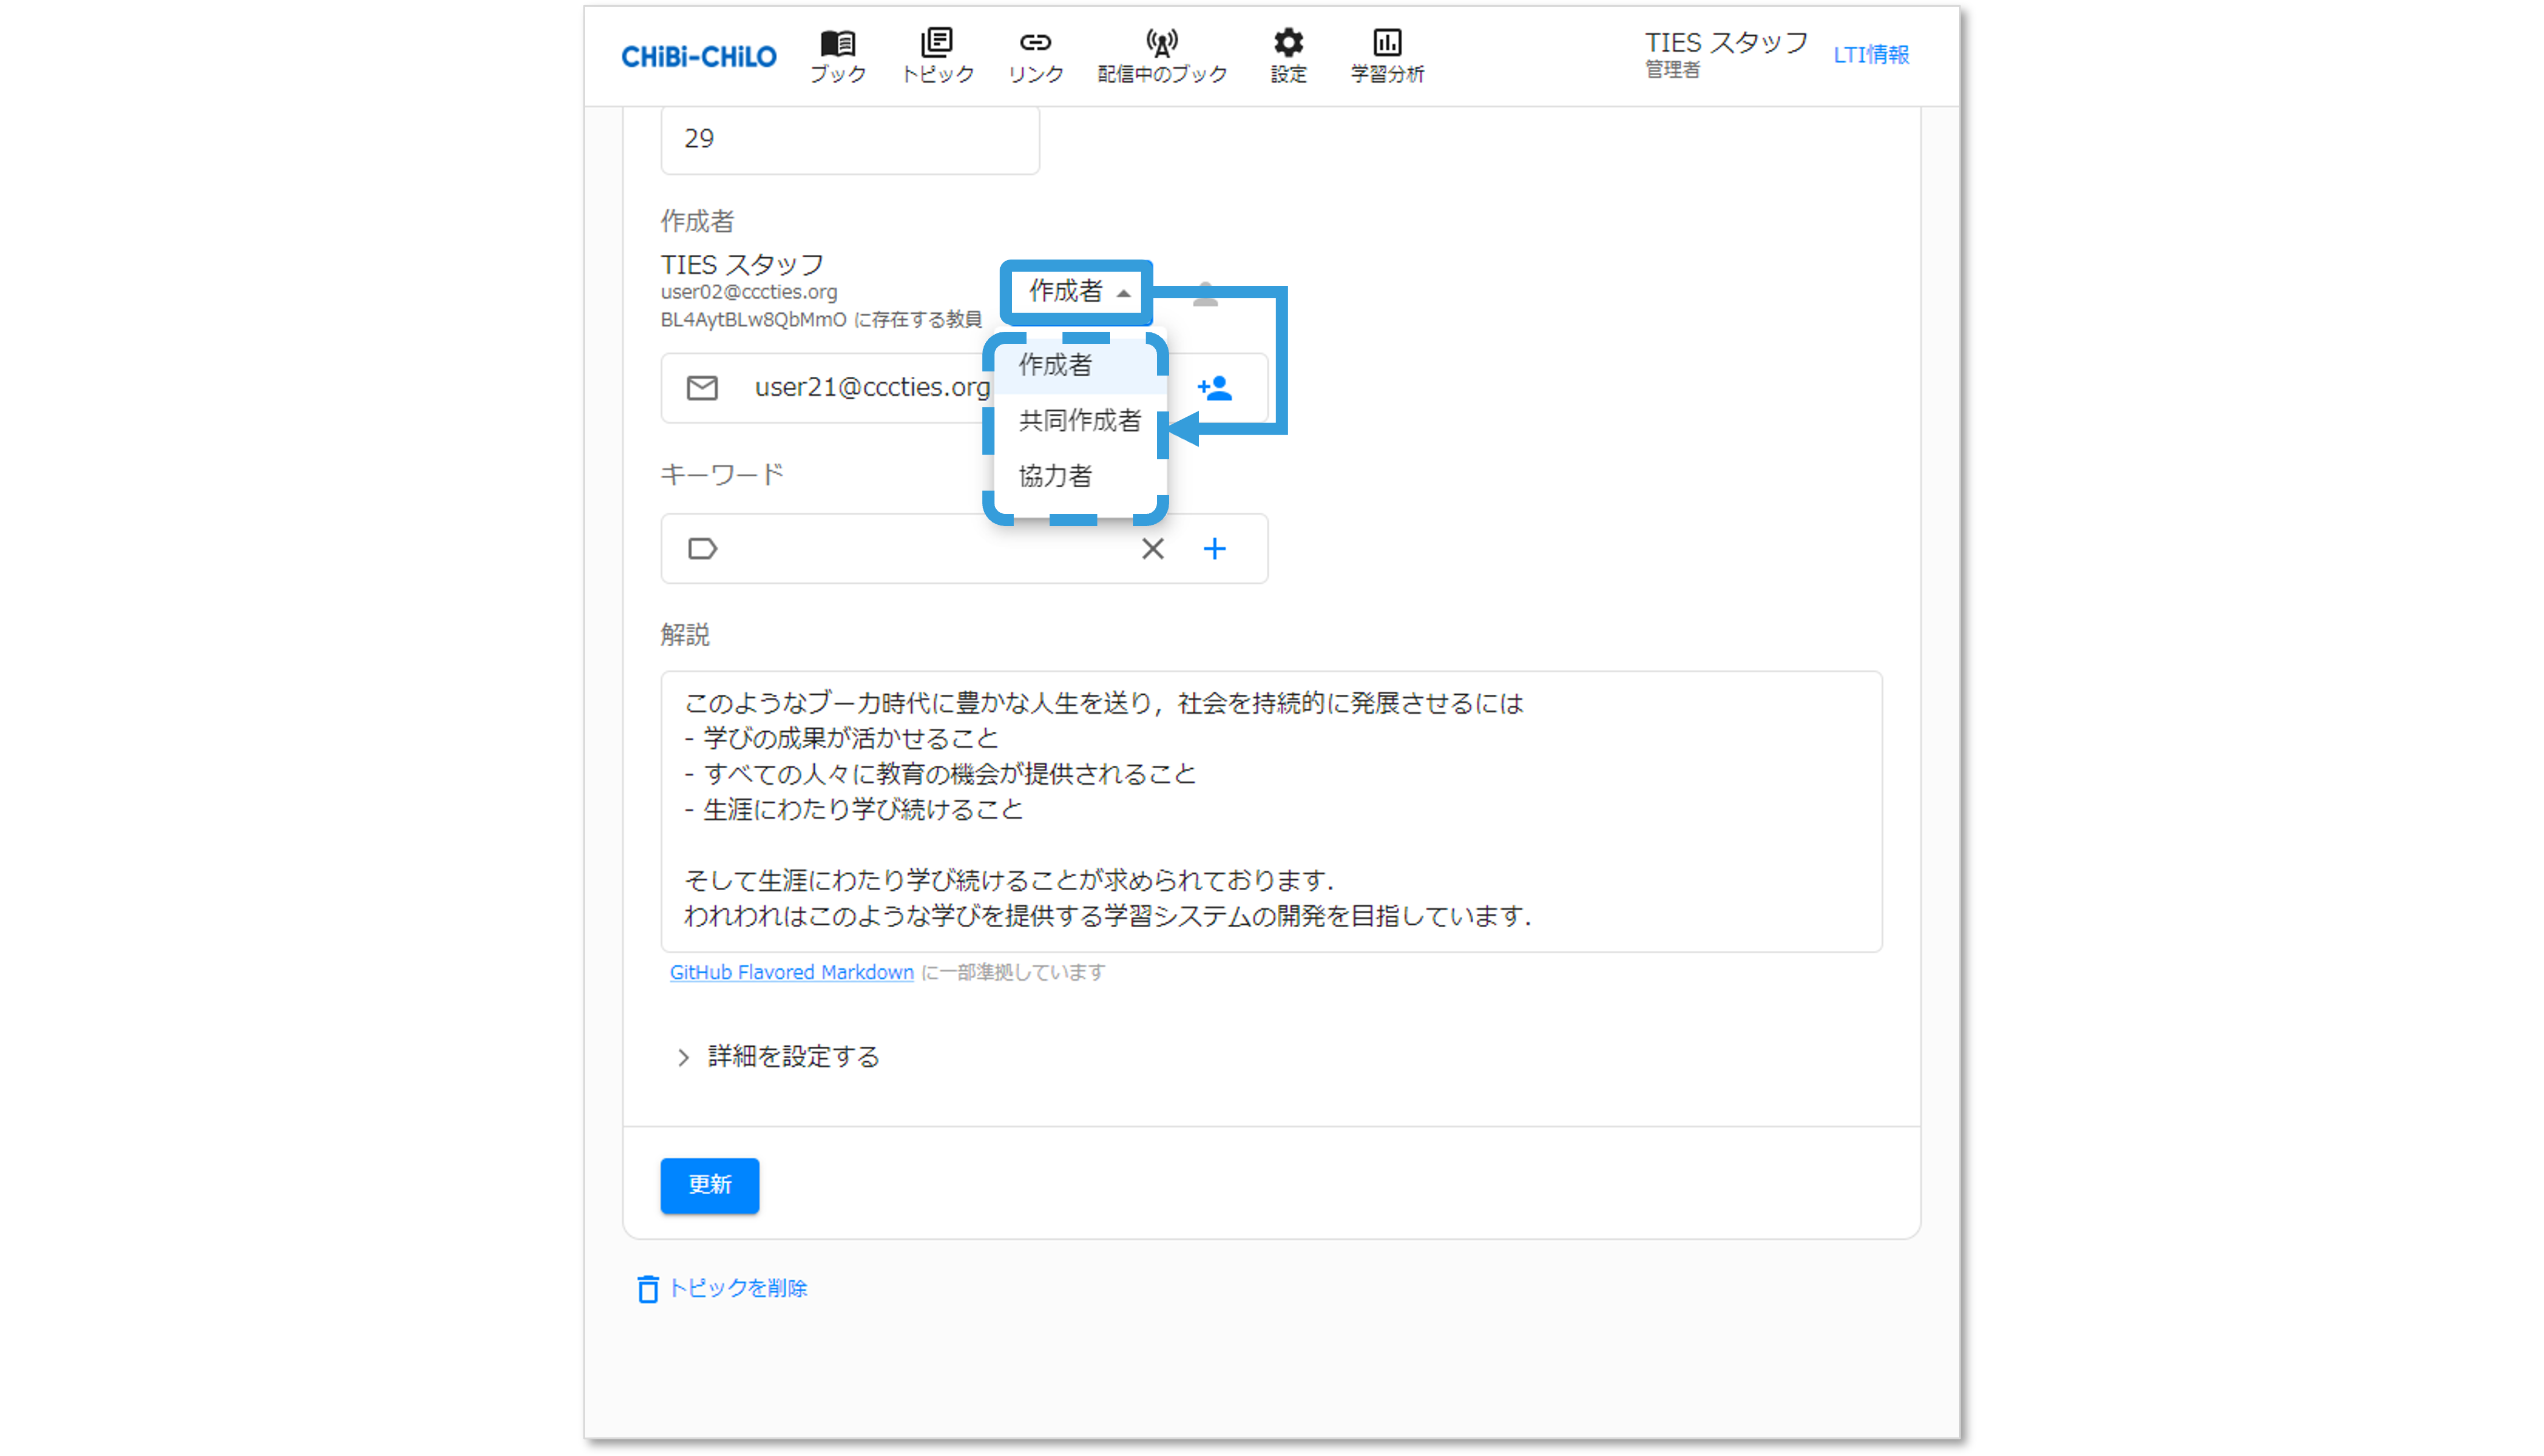 CHiBi-CHiLO
ブック
トピック
リンク
配信中のブック
設定
学習分析
TIES スタッフ
管理者
LTI情報
29
作成者
TIES スタッフ
user02@cccties.org
BL4AytBLw8QbMmO に存在する教員
作成者
user21@cccties.org
作成者
共同作成者
協力者
キーワード
解説
このようなブーカ時代に豊かな人生を送り，社会を持続的に発展させるには
- 学びの成果が活かせること
- すべての人々に教育の機会が提供されること
- 生涯にわたり学び続けること
そして生涯にわたり学び続けることが求められております．
われわれはこのような学びを提供する学習システムの開発を目指しています．
GitHub Flavored Markdown に一部準拠しています
詳細を設定する
更新
トピックを削除